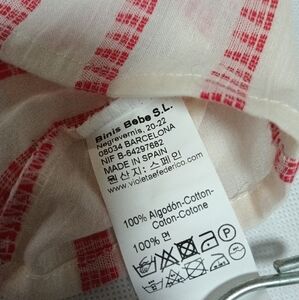 Binis Bebe S.L.
Negrevernis, 20-22
08034 BARCELONA
NIF B-64297682
MADE IN SPAIN
원산지: 스페인
www.violetaefederico.com
100% Algodón-Cotton-
Coton-Cotone
100% 면